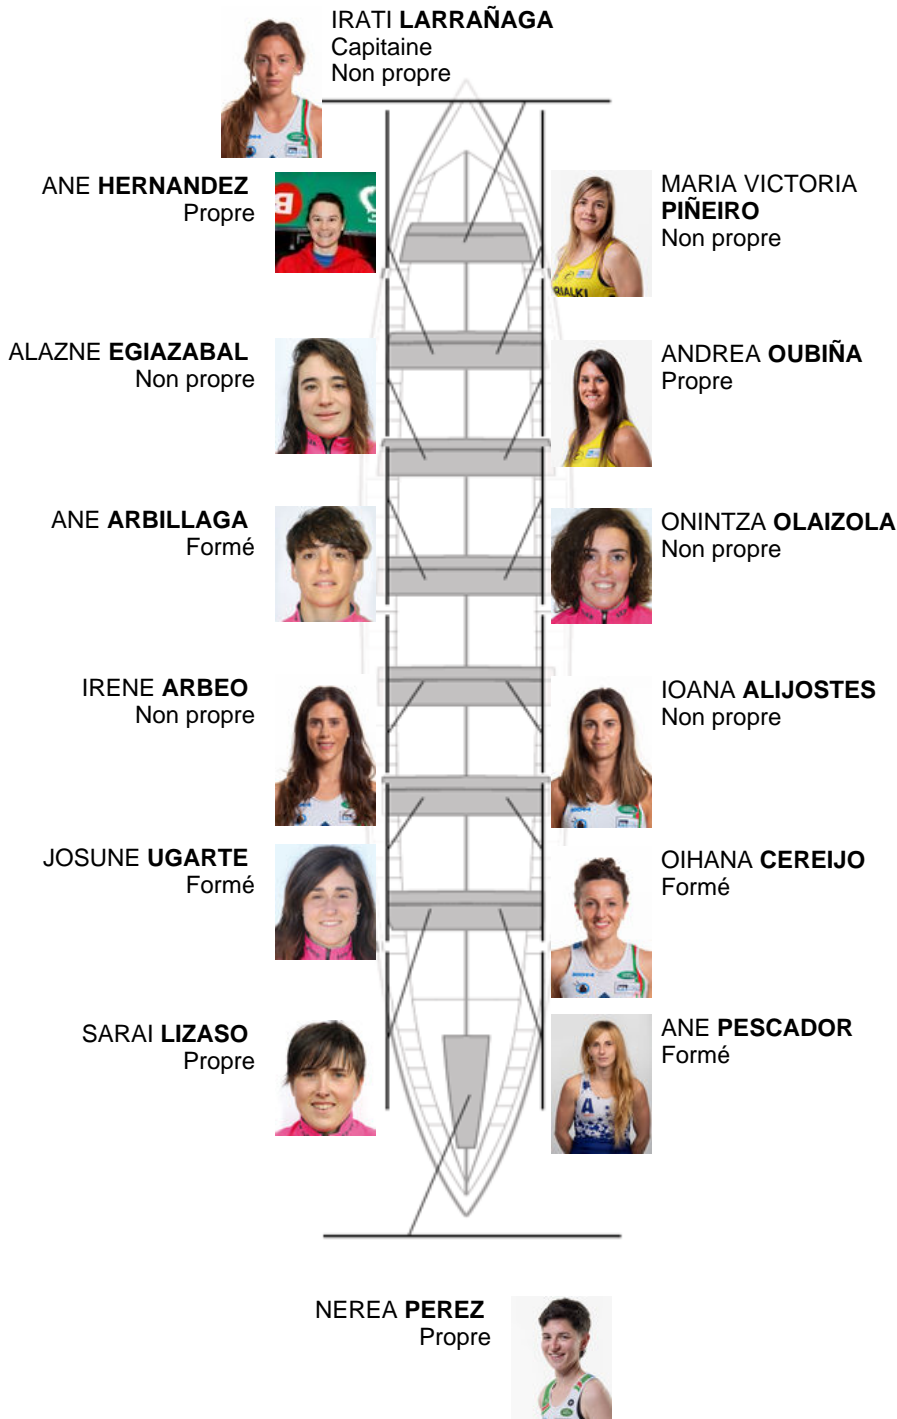 IRATI LARRAÑAGA
Capitaine
Non propre
ANE HERNANDEZ
Propre
MARIA VICTORIA
PIÑEIRO
Non propre
RIALKI
ALAZNE EGIAZABAL
Non propre
ANDREA OUBIÑA
Propre
ANE ARBILLAGA
Formé
ONINTZA OLAIZOLA
Non propre
IRENE ARBEO
Non propre
IOANA ALIJOSTES
Non propre
JOSUNE UGARTE
Formé
OIHANA CEREIJO
Formé
SARAI LIZASO
Propre
ANE PESCADOR
Formé
A
NEREA PEREZ
Propre